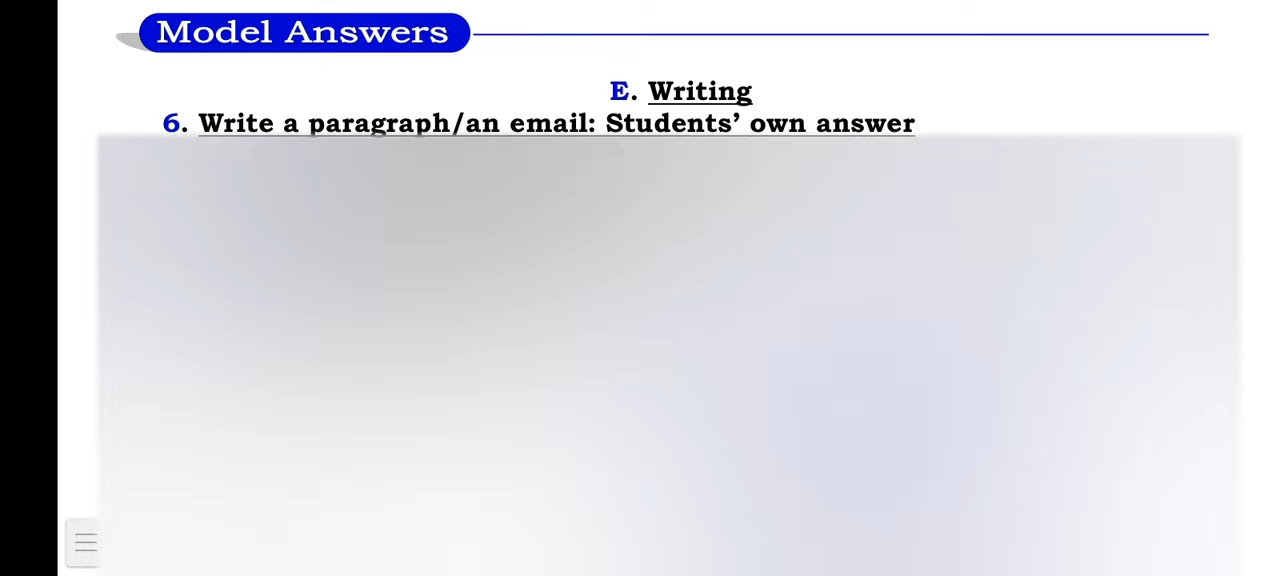 Model Answers
E. Writing
6. Write a paragraph/an email: Students’ own answer